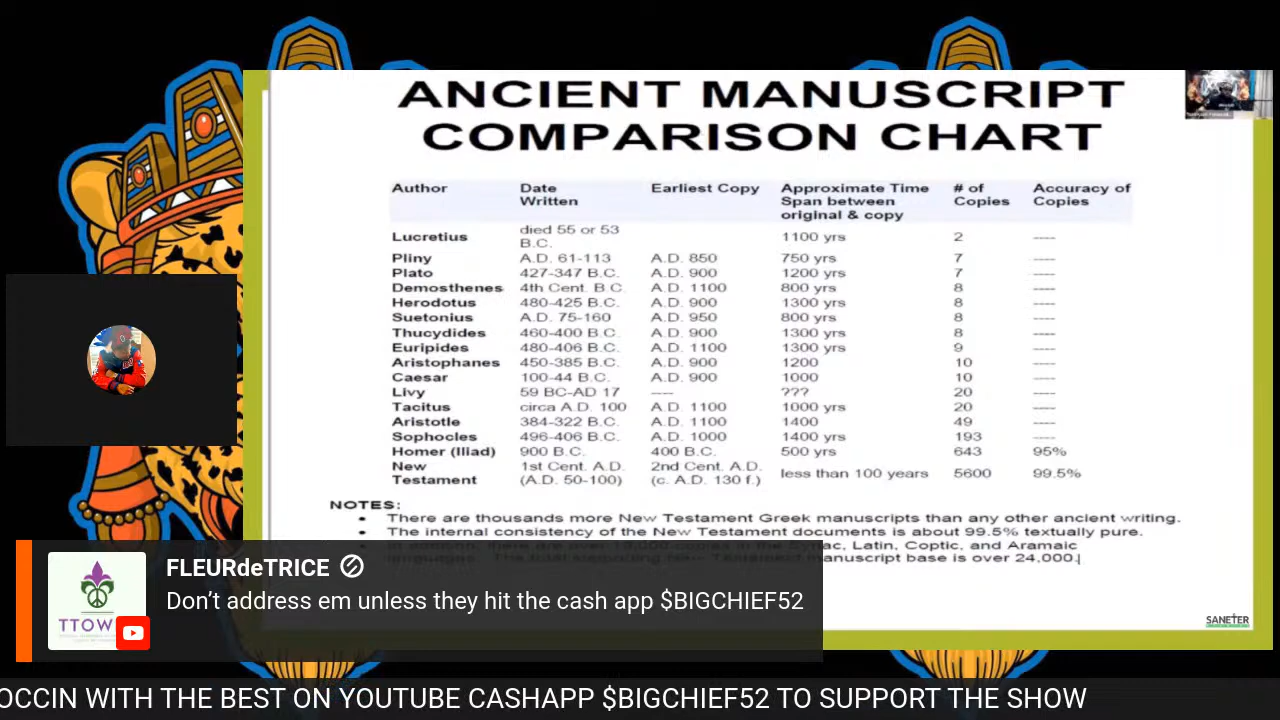 ANCIENT MANUSCRIPT
COMPARISON CHART
Author Date Written Earliest Copy Approximate Time Span between original & copy # of Copies Accuracy of Copies
Lucretius died 55 or 53 B.C. 1100 yrs 2 ----
Pliny A.D. 61-113 A.D. 850 750 yrs 7 ----
Plato 427-347 B.C. A.D. 900 1200 yrs 7 ----
Demosthenes 4th Cent. B.C. A.D. 1100 800 yrs 8 ----
Herodotus 480-425 B.C. A.D. 900 1300 yrs 8 ----
Suetonius A.D. 75-160 A.D. 950 800 yrs 8 ----
Thucydides 460-400 B.C. A.D. 900 1300 yrs 8 ----
Euripides 480-406 B.C. A.D. 1100 1300 yrs 9 ----
Aristophanes 450-385 B.C. A.D. 900 1200 10 ----
Caesar 100-44 B.C. A.D. 900 1000 10 ----
Livy 59 BC-AD 17 ---- ??? 20 ----
Tacitus circa A.D. 100 A.D. 1100 1000 yrs 20 ----
Aristotle 384-322 B.C. A.D. 1100 1400 49 ----
Sophocles 496-406 B.C. A.D. 1000 1400 yrs 193 ----
Homer (Iliad) 900 B.C. 400 B.C. 500 yrs 643 95%
New Testament 1st Cent. A.D. (A.D. 50-100) 2nd Cent. A.D. (c. A.D. 130 f.) less than 100 years 5600 99.5%
NOTES:
• There are thousands more New Testament Greek manuscripts than any other ancient writing.
• The internal consistency of the New Testament documents is about 99.5% textually pure.
Latin, Coptic, and Aramaic
manuscript base is over 24,000.
SANETER
FLEURdeTRICE
Don't address em unless they hit the cash app $BIGCHIEF52
TTOW
OCCIN WITH THE BEST ON YOUTUBE CASHAPP $BIGCHIEF52 TO SUPPORT THE SHOW